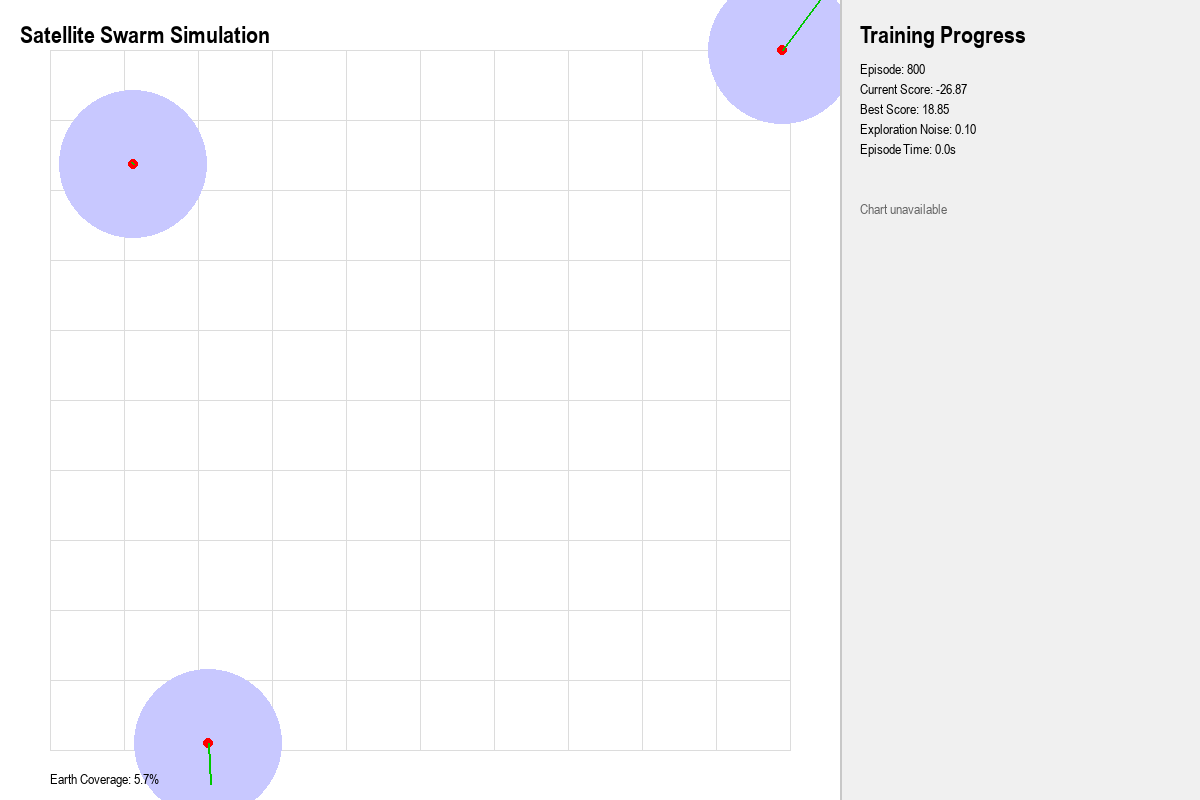 Satellite Swarm Simulation
Training Progress
Episode: 800
Current Score: -26.87
Best Score: 18.85
Exploration Noise: 0.10
Episode Time: 0.0s
Chart unavailable
Earth Coverage: 5.7%